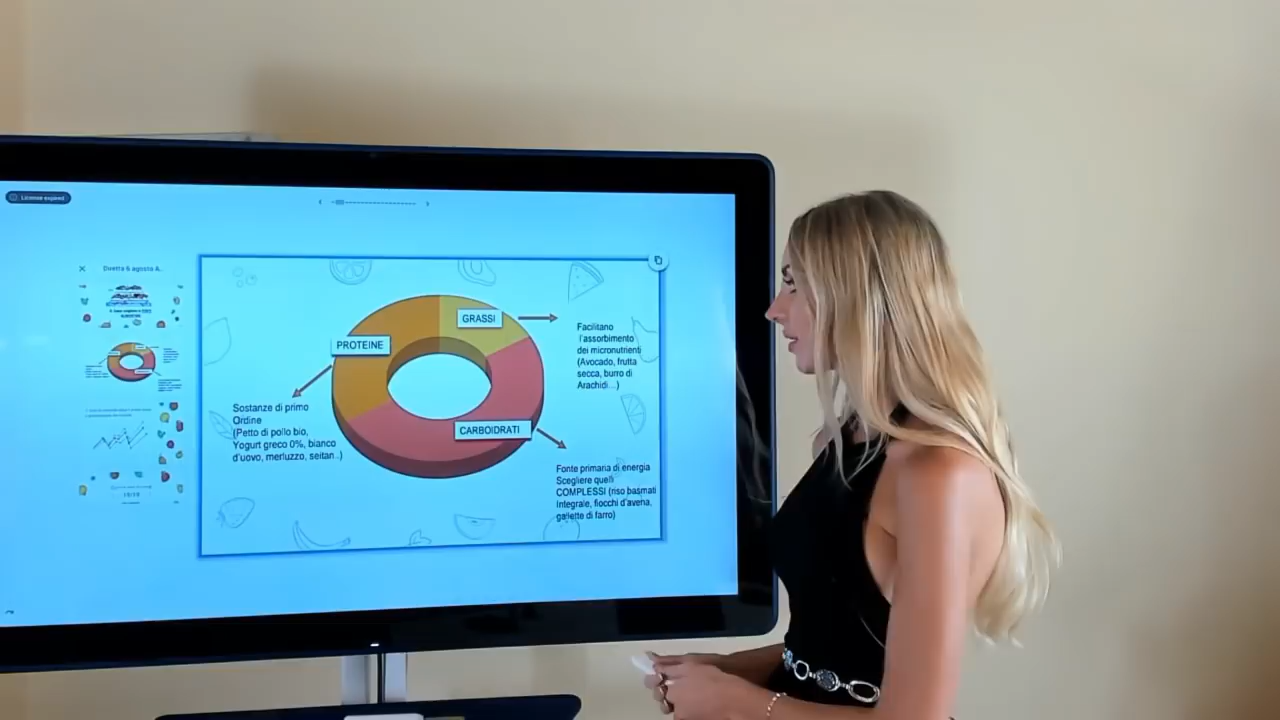 License expired
Diretta 6 agosto A..
GRASSI
PROTEINE
CARBOIDRATI
Facilitano
l'assorbimento
dei micronutrienti
(Avocado, frutta
secca, burro di
Arachidi...)
Sostanze di primo
Ordine
(Petto di pollo bio,
Yogurt greco 0%, bianco
d'uovo, merluzzo, seitan..)
Fonte primaria di energia
Scegliere quelli
COMPLESSI (riso basmati
Integrale, fiocchi d'avena,
gallette di farro)